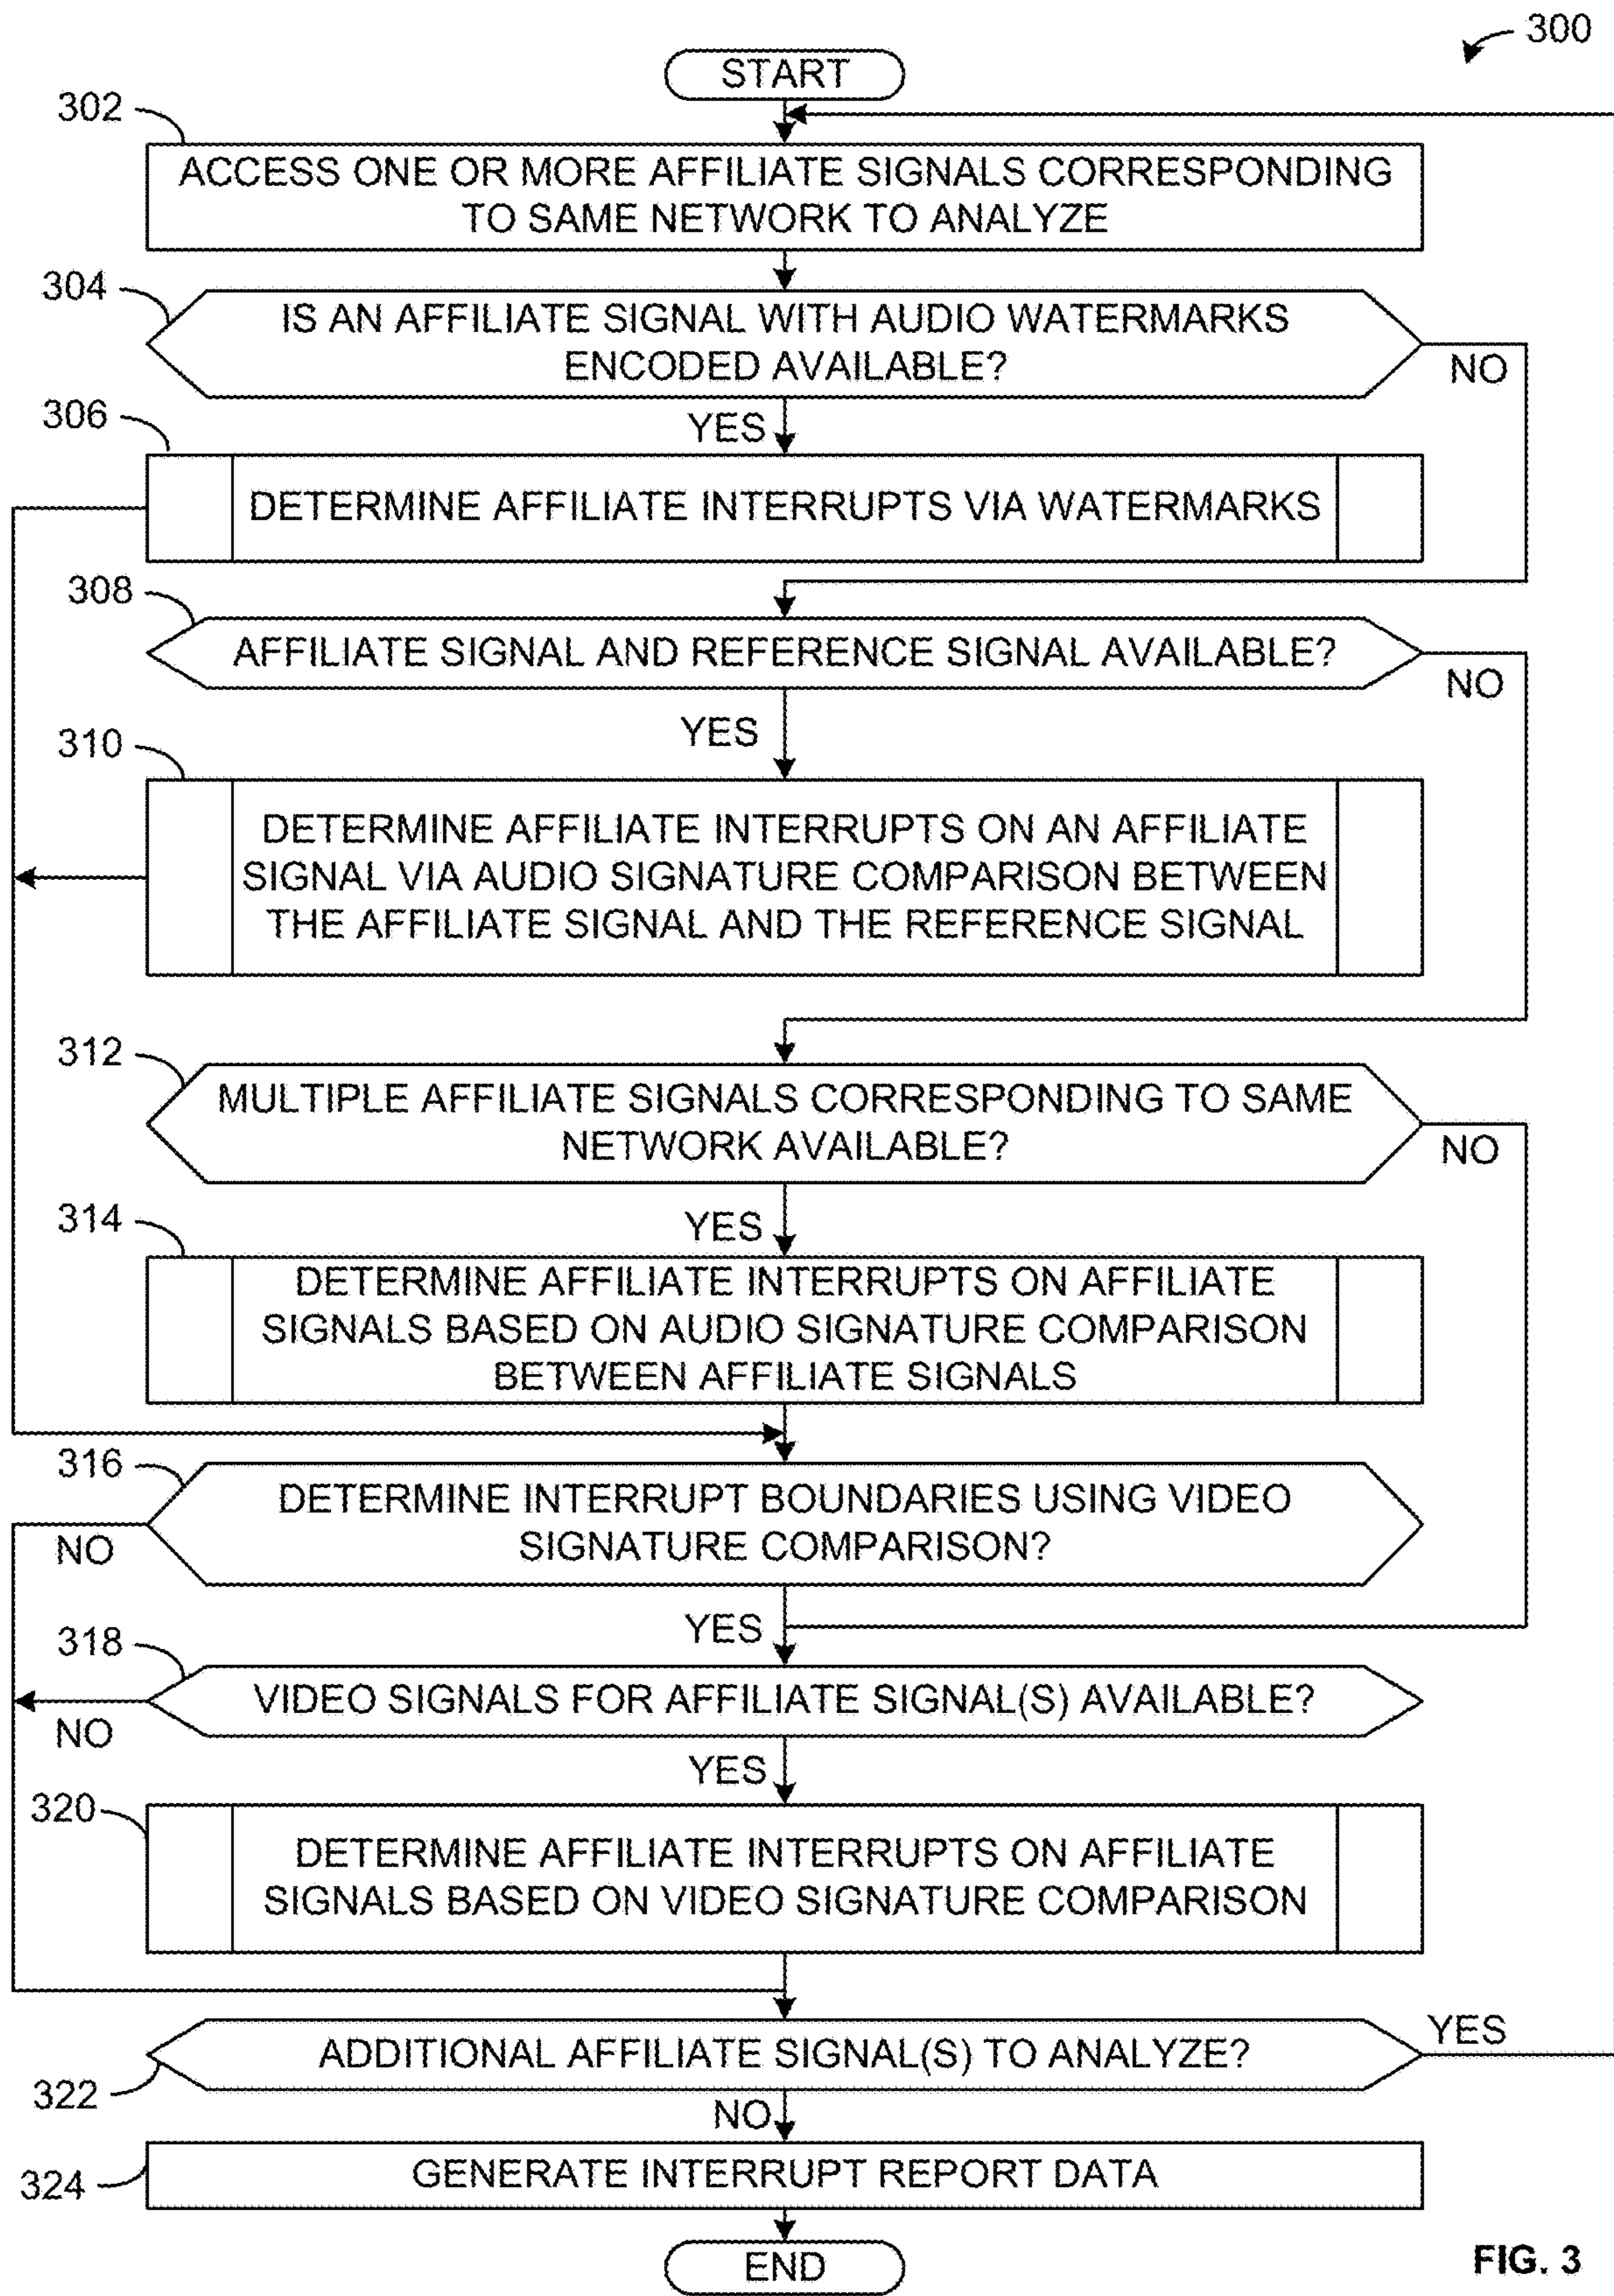 300
START
302
ACCESS ONE OR MORE AFFILIATE SIGNALS CORRESPONDING
TO SAME NETWORK TO ANALYZE
304
IS AN AFFILIATE SIGNAL WITH AUDIO WATERMARKS
ENCODED AVAILABLE?
NO
306
YES
DETERMINE AFFILIATE INTERRUPTS VIA WATERMARKS
308
AFFILIATE SIGNAL AND REFERENCE SIGNAL AVAILABLE?
NO
YES
310
DETERMINE AFFILIATE INTERRUPTS ON AN AFFILIATE
SIGNAL VIA AUDIO SIGNATURE COMPARISON BETWEEN
THE AFFILIATE SIGNAL AND THE REFERENCE SIGNAL
312
MULTIPLE AFFILIATE SIGNALS CORRESPONDING TO SAME
NETWORK AVAILABLE?
NO
314
YES
DETERMINE AFFILIATE INTERRUPTS ON AFFILIATE
SIGNALS BASED ON AUDIO SIGNATURE COMPARISON
BETWEEN AFFILIATE SIGNALS
316
DETERMINE INTERRUPT BOUNDARIES USING VIDEO
SIGNATURE COMPARISON?
NO
YES
318
VIDEO SIGNALS FOR AFFILIATE SIGNAL(S) AVAILABLE?
NO
YES
320
DETERMINE AFFILIATE INTERRUPTS ON AFFILIATE
SIGNALS BASED ON VIDEO SIGNATURE COMPARISON
YES
ADDITIONAL AFFILIATE SIGNAL(S) TO ANALYZE?
322
NO
GENERATE INTERRUPT REPORT DATA
324
END
FIG. 3